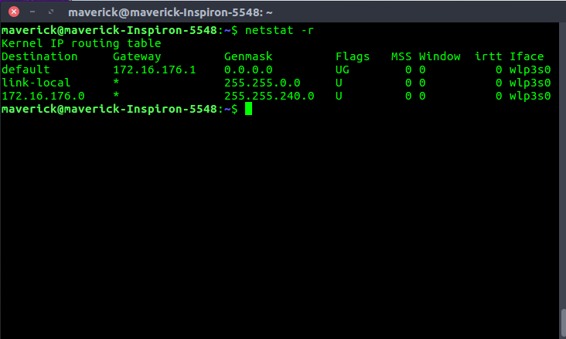 maverick@maverick-Inspiron-5548: ~
maverick@maverick-Inspiron-5548:~$ netstat -r
Kernel IP routing table
Destination     Gateway         Genmask         Flags   MSS Window  irtt Iface
default         172.16.176.1    0.0.0.0         UG        0 0          0 wlp3s0
link-local      *               255.255.0.0     U         0 0          0 wlp3s0
172.16.176.0    *               255.255.240.0   U         0 0          0 wlp3s0
maverick@maverick-Inspiron-5548:~$